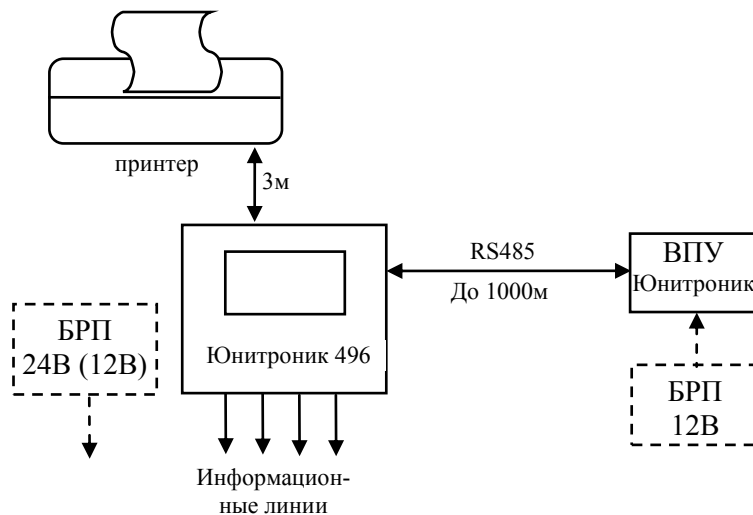 принтер
3м
RS485
До 1000м
ВПУ
Юнитроник
БРП
24В (12В)
Юнитроник 496
БРП
12В
Информацион-
ные линии